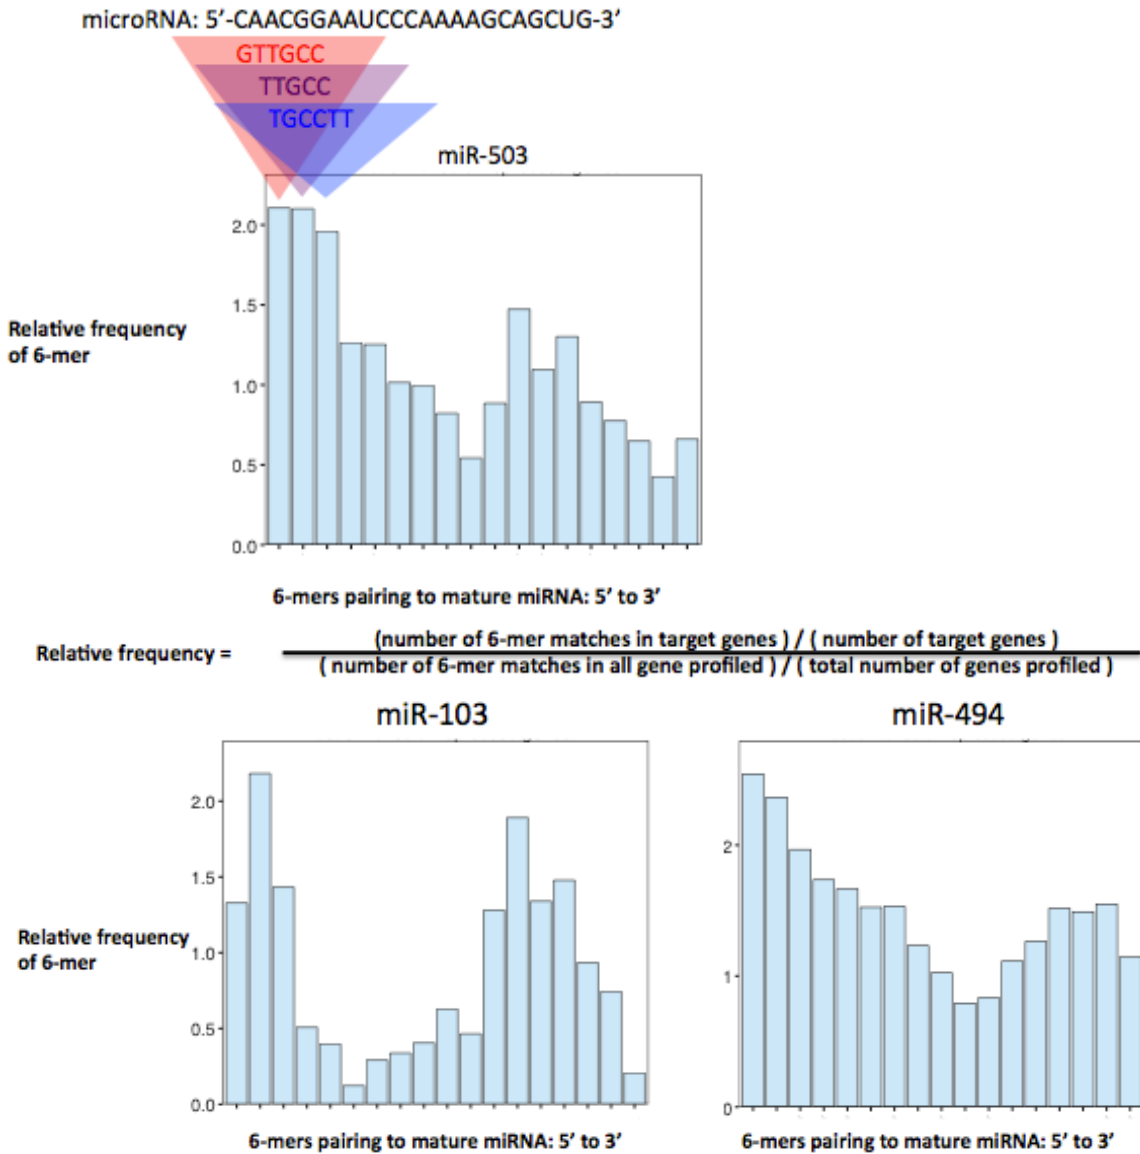 microRNA: 5’-CAACGGAAUCCCAAAAGCAGCUG-3’
GTTGCC
TTGCC
TGCCTT
miR-503
2.0
1.5
1.0
0.5
0.0
Relative frequency
of 6-mer
6-mers pairing to mature miRNA: 5’ to 3’
Relative frequency =
(number of 6-mer matches in target genes ) / ( number of target genes )
( number of 6-mer matches in all gene profiled ) / ( total number of genes profiled )
miR-103
2.0
1.5
1.0
0.5
0.0
Relative frequency
of 6-mer
6-mers pairing to mature miRNA: 5’ to 3’
miR-494
2
1
0
6-mers pairing to mature miRNA: 5’ to 3’